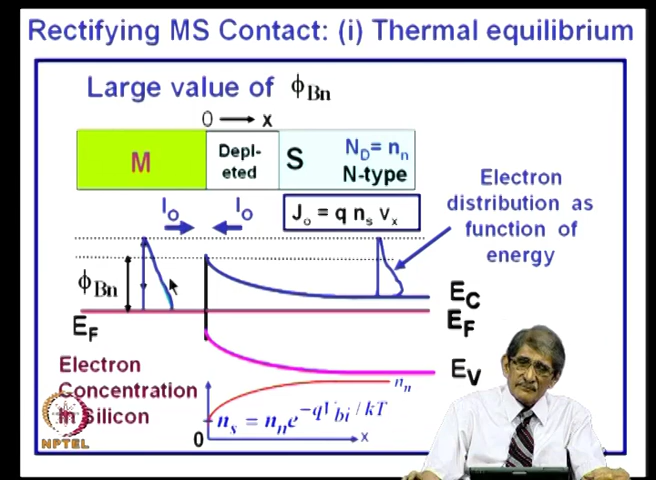 Rectifying MS Contact: (i) Thermal equilibrium
Large value of ϕBn
0 → x
M
Depl-
eted
S
ND= nn
N-type
Io
Io
Jo = q ns vx
Electron
distribution as
function of
energy
ϕBn
EC
EF
EF
EV
Electron
Concentration
in Silicon
nn
ns = nn e^-qVbi/kT
0
x
NPTEL